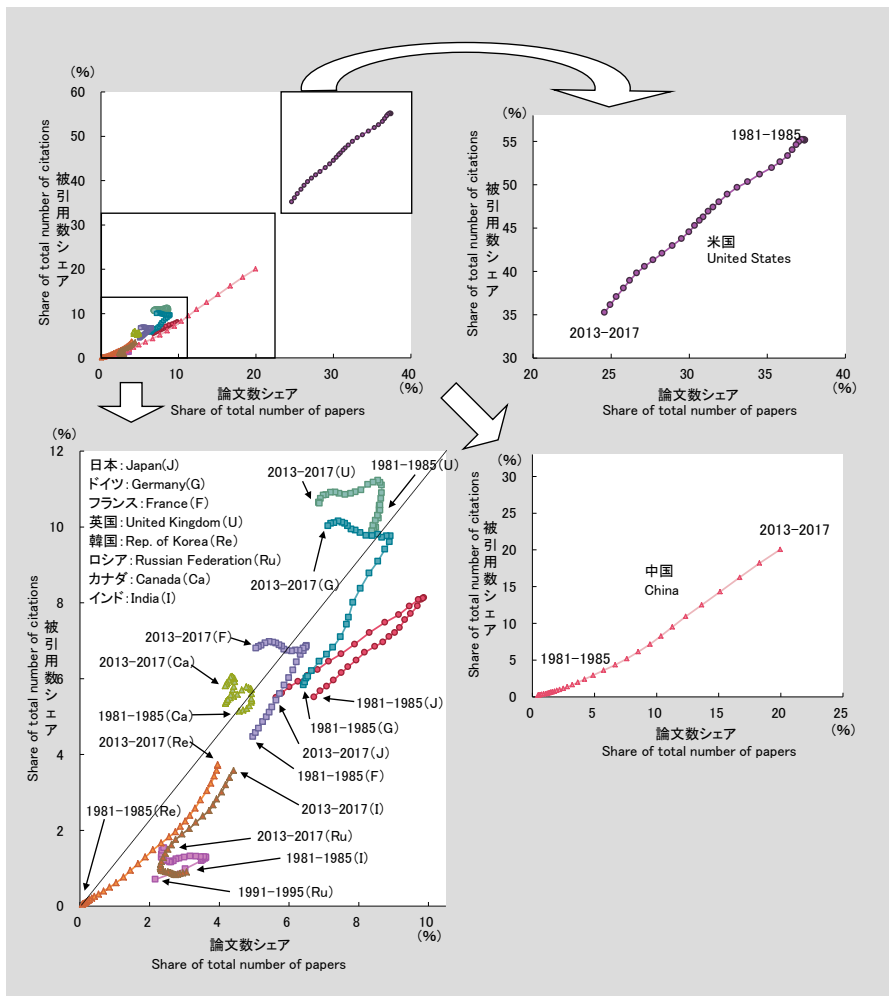 (%)
60
50
40
30
20
10
0
0
10
20
30
40
(%)
Share of total number of citations
被引用数シェア
論文数シェア
Share of total number of papers
(%)
55
50
45
40
35
30
20
25
30
35
40
(%)
Share of total number of citations
被引用数シェア
1981-1985
米国
United States
2013-2017
論文数シェア
Share of total number of papers
(%)
12
10
8
6
4
2
0
0
2
4
6
8
10
(%)
Share of total number of citations
被引用数シェア
日本：Japan(J)
ドイツ：Germany(G)
フランス：France(F)
英国：United Kingdom(U)
韓国：Rep. of Korea(Re)
ロシア：Russian Federation(Ru)
カナダ：Canada(Ca)
インド：India(I)
2013-2017(U)
1981-1985(U)
2013-2017(G)
2013-2017(F)
2013-2017(Ca)
1981-1985(Ca)
2013-2017(Re)
1981-1985(J)
1981-1985(G)
2013-2017(J)
1981-1985(F)
2013-2017(I)
1981-1985(Re)
2013-2017(Ru)
1981-1985(I)
1991-1995(Ru)
論文数シェア
Share of total number of papers
(%)
30
25
20
15
10
5
0
0
5
10
15
20
25
(%)
Share of total number of citations
被引用数シェア
2013-2017
中国
China
1981-1985
論文数シェア
Share of total number of papers